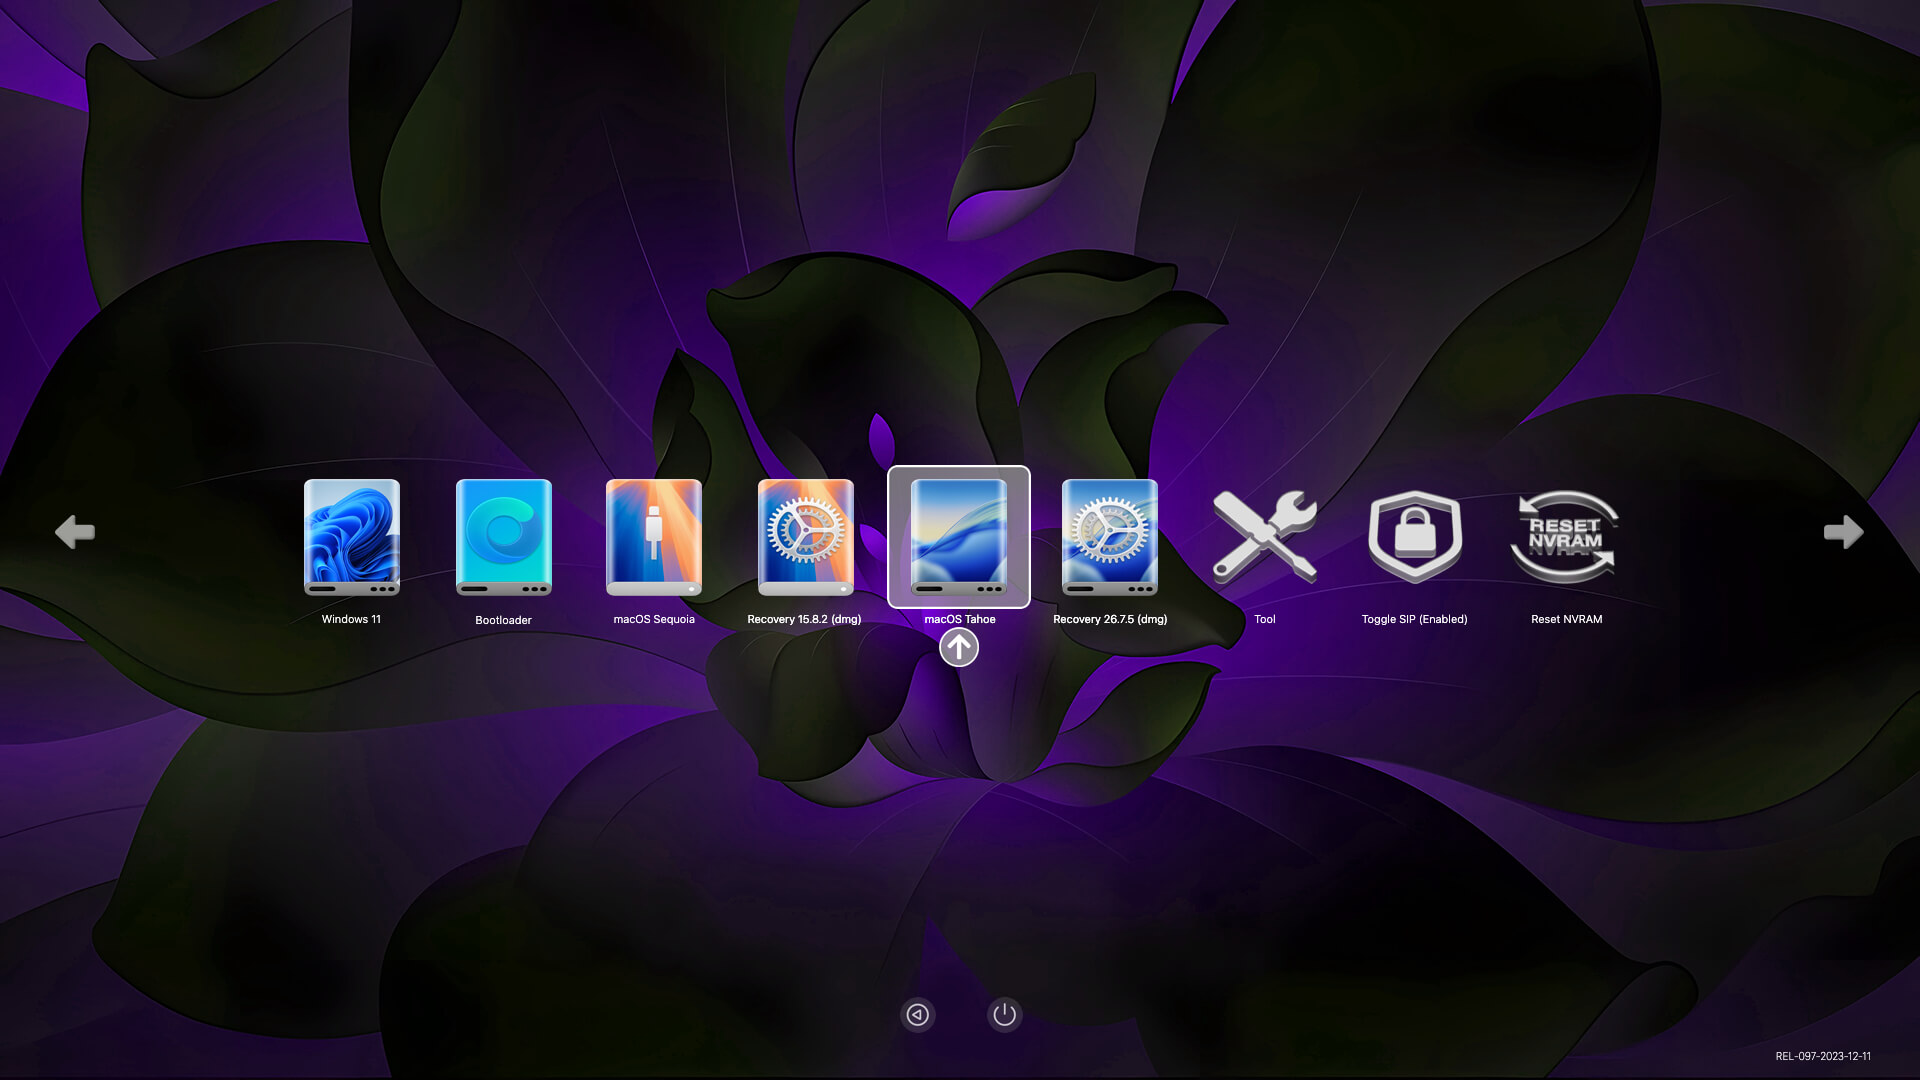 RESET
NVRAM
Windows 11
Bootloader
macOS Sequoia
Recovery 15.8.2 (dmg)
macOS Tahoe
Recovery 26.7.5 (dmg)
Tool
Toggle SIP (Enabled)
Reset NVRAM
REL-097-2023-12-11